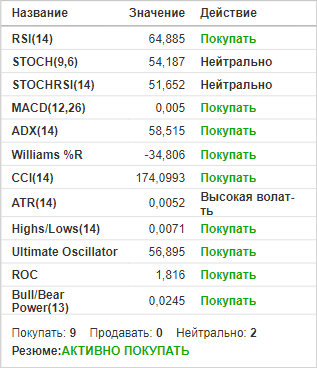 Название Значение Действие
RSI(14) 64,885 Покупать
STOCH(9,6) 54,187 Нейтрально
STOCHRSI(14) 51,652 Нейтрально
MACD(12,26) 0,005 Покупать
ADX(14) 58,515 Покупать
Williams %R -34,806 Покупать
CCI(14) 174,0993 Покупать
ATR(14) 0,0052 Высокая волат-
ть
Highs/Lows(14) 0,0071 Покупать
Ultimate Oscillator 56,895 Покупать
ROC 1,816 Покупать
Bull/Bear
Power(13) 0,0245 Покупать
Покупать: 9 Продавать: 0 Нейтрально: 2
Резюме:АКТИВНО ПОКУПАТЬ